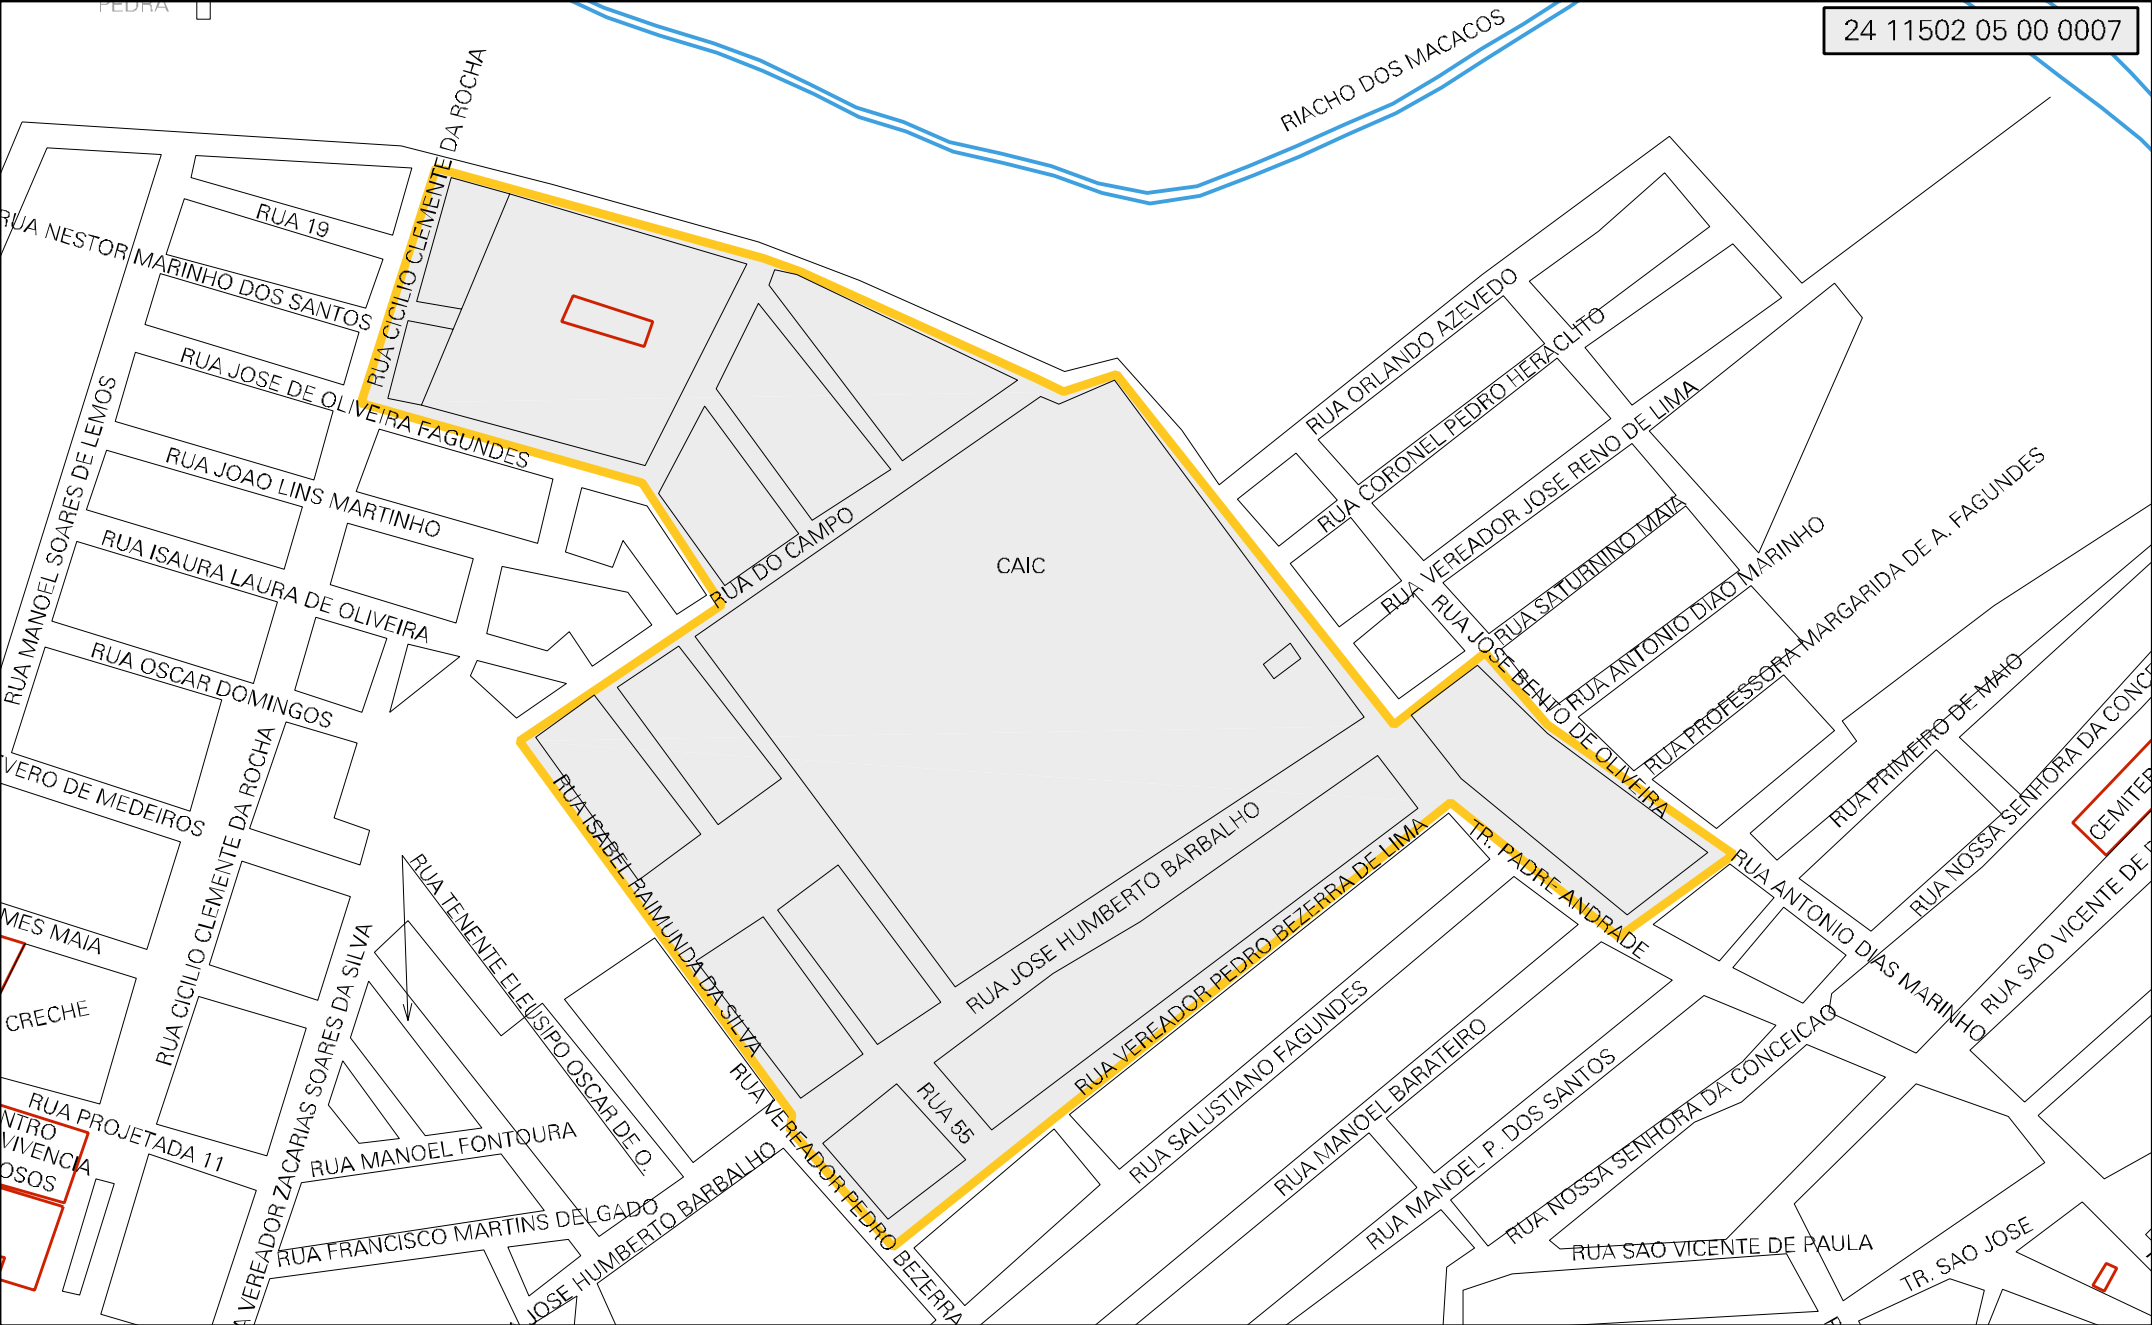 PEDRA
24 11502 05 00 0007
RIACHO DOS MACACOS
RUA CICILIO CLEMENTE DA ROCHA
RUA 19
RUA NESTOR MARINHO DOS SANTOS
RUA JOSE DE OLIVEIRA FAGUNDES
RUA MANOEL SOARES DE LEMOS
RUA JOAO LINS MARTINHO
RUA ISAURA LAURA DE OLIVEIRA
RUA OSCAR DOMINGOS
VERO DE MEDEIROS
RUA CICILIO CLEMENTE DA ROCHA
MES MAIA
CRECHE
RUA PROJETADA 11
NTRO
VIVENCIA
OSOS
A VEREADOR ZACARIAS SOARES DA SILVA
RUA TENENTE ELEUSIPO OSCAR DE O.
RUA MANOEL FONTOURA
RUA FRANCISCO MARTINS DELGADO
JOSE HUMBERTO BARBALHO
RUA DO CAMPO
CAIC
RUA ISABEL RAIMUNDA DA SILVA
RUA VEREADOR PEDRO BEZERRA
RUA 55
RUA JOSE HUMBERTO BARBALHO
RUA VEREADOR PEDRO BEZERRA DE LIMA
TR. PADRE ANDRADE
RUA ORLANDO AZEVEDO
RUA CORONEL PEDRO HERACLITO
RUA VEREADOR JOSE RENO DE LIMA
RUA SATURNINO MAIA
RUA JOSE BENTO DE OLIVEIRA
RUA ANTONIO DIAO MARINHO
RUA PROFESSORA MARGARIDA DE A. FAGUNDES
RUA PRIMEIRO DE MAIO
RUA NOSSA SENHORA DA CONCE
CEMITER
RUA SAO VICENTE DE P
RUA ANTONIO DIAS MARINHO
RUA SALUSTIANO FAGUNDES
RUA MANOEL BARATEIRO
RUA MANOEL P. DOS SANTOS
RUA NOSSA SENHORA DA CONCEICAO
RUA SAO VICENTE DE PAULA
TR. SAO JOSE